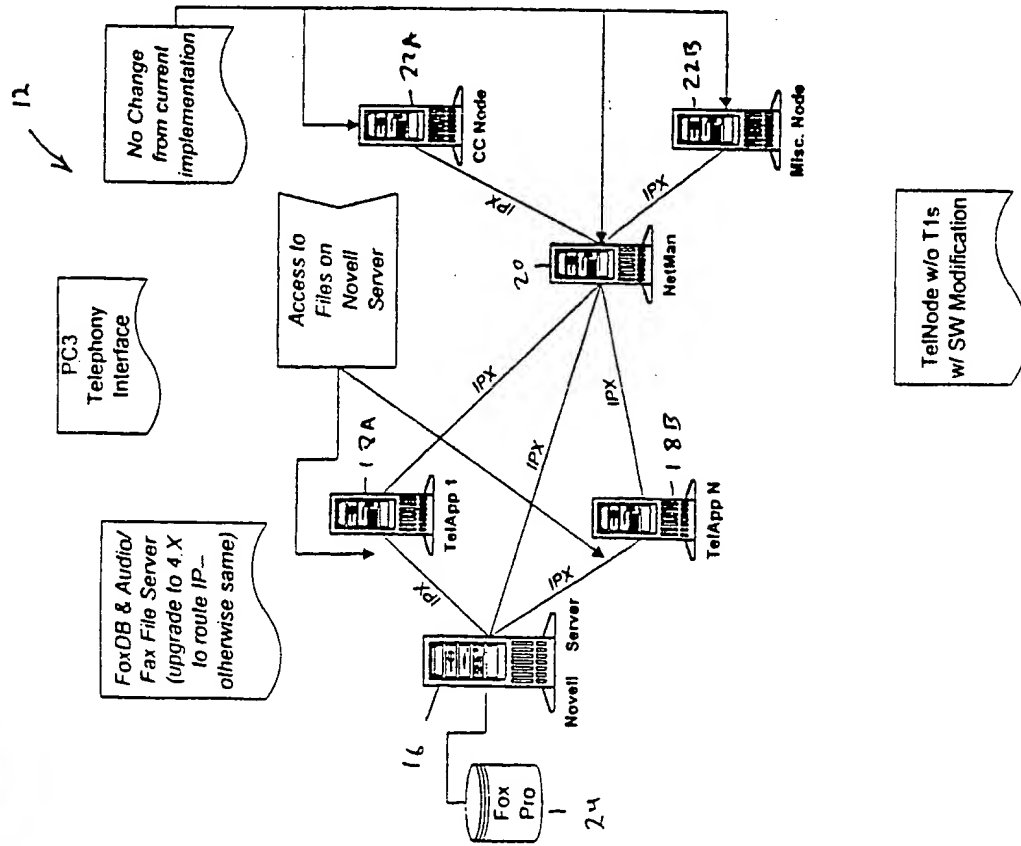 12
PC3
Telephony
Interface
No Change
from current
implementation
FoxDB & Audio/
Fax File Server
(upgrade to 4.X
to route IP–
otherwise same)
Access to
Files on
Novell
Server
22A
CC Node
18A
TelApp 1
IPX
IPX
IPX
20
NetMan
16
Novell Server
IPX
IPX
IPX
IPX
22B
Misc. Node
18B
TelApp N
Fox
Pro
24
TelNode w/o T1s
w/ SW Modification